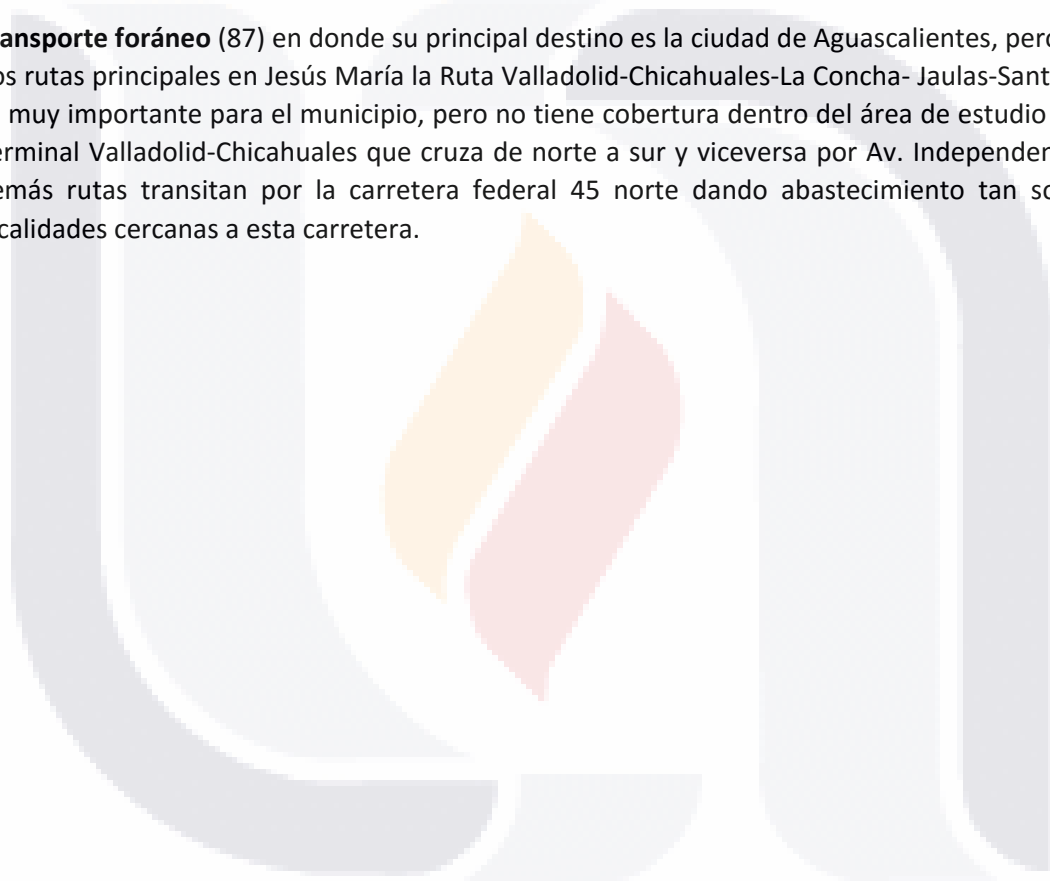 ansporte foráneo (87) en donde su principal destino es la ciudad de Aguascalientes, perc
os rutas principales en Jesús María la Ruta Valladolid-Chicahuales-La Concha- Jaulas-Sant
muy importante para el municipio, pero no tiene cobertura dentro del área de estudio
erminal Valladolid-Chicahuales que cruza de norte a sur y viceversa por Av. Independer
emás rutas transitan por la carretera federal 45 norte dando abastecimiento tan so
calidades cercanas a esta carretera.